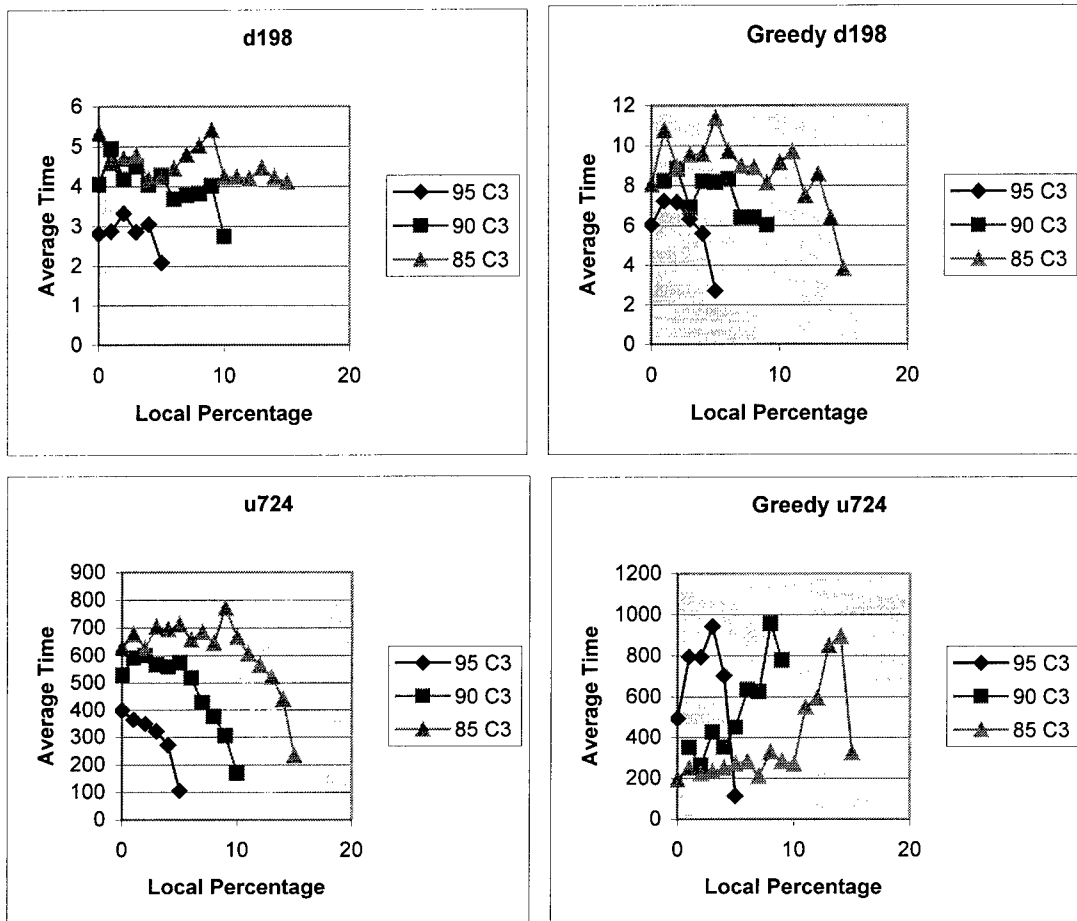 d198
6
5
4
3
2
1
0
Average Time
0 10 20
Local Percentage
95 C3
90 C3
85 C3
Greedy d198
12
10
8
6
4
2
0
Average Time
0 10 20
Local Percentage
95 C3
90 C3
85 C3
u724
900
800
700
600
500
400
300
200
100
0
Average Time
0 10 20
Local Percentage
95 C3
90 C3
85 C3
Greedy u724
1200
1000
800
600
400
200
0
Average Time
0 10 20
Local Percentage
95 C3
90 C3
85 C3